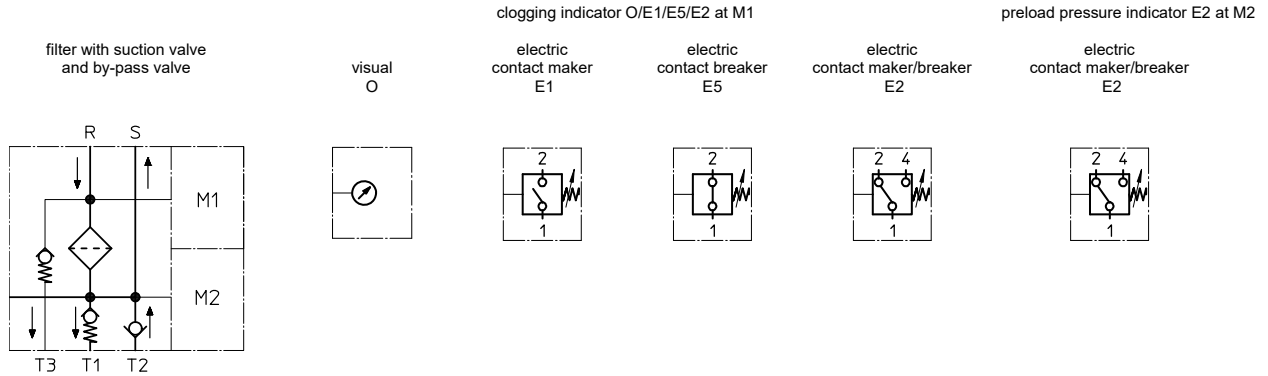 clogging indicator O/E1/E5/E2 at M1
preload pressure indicator E2 at M2
filter with suction valve
and by-pass valve
visual
O
electric
contact maker
E1
electric
contact breaker
E5
electric
contact maker/breaker
E2
electric
contact maker/breaker
E2
R S
M1
M2
T3 T1 T2
2
1
2
1
2 4
1
2 4
1